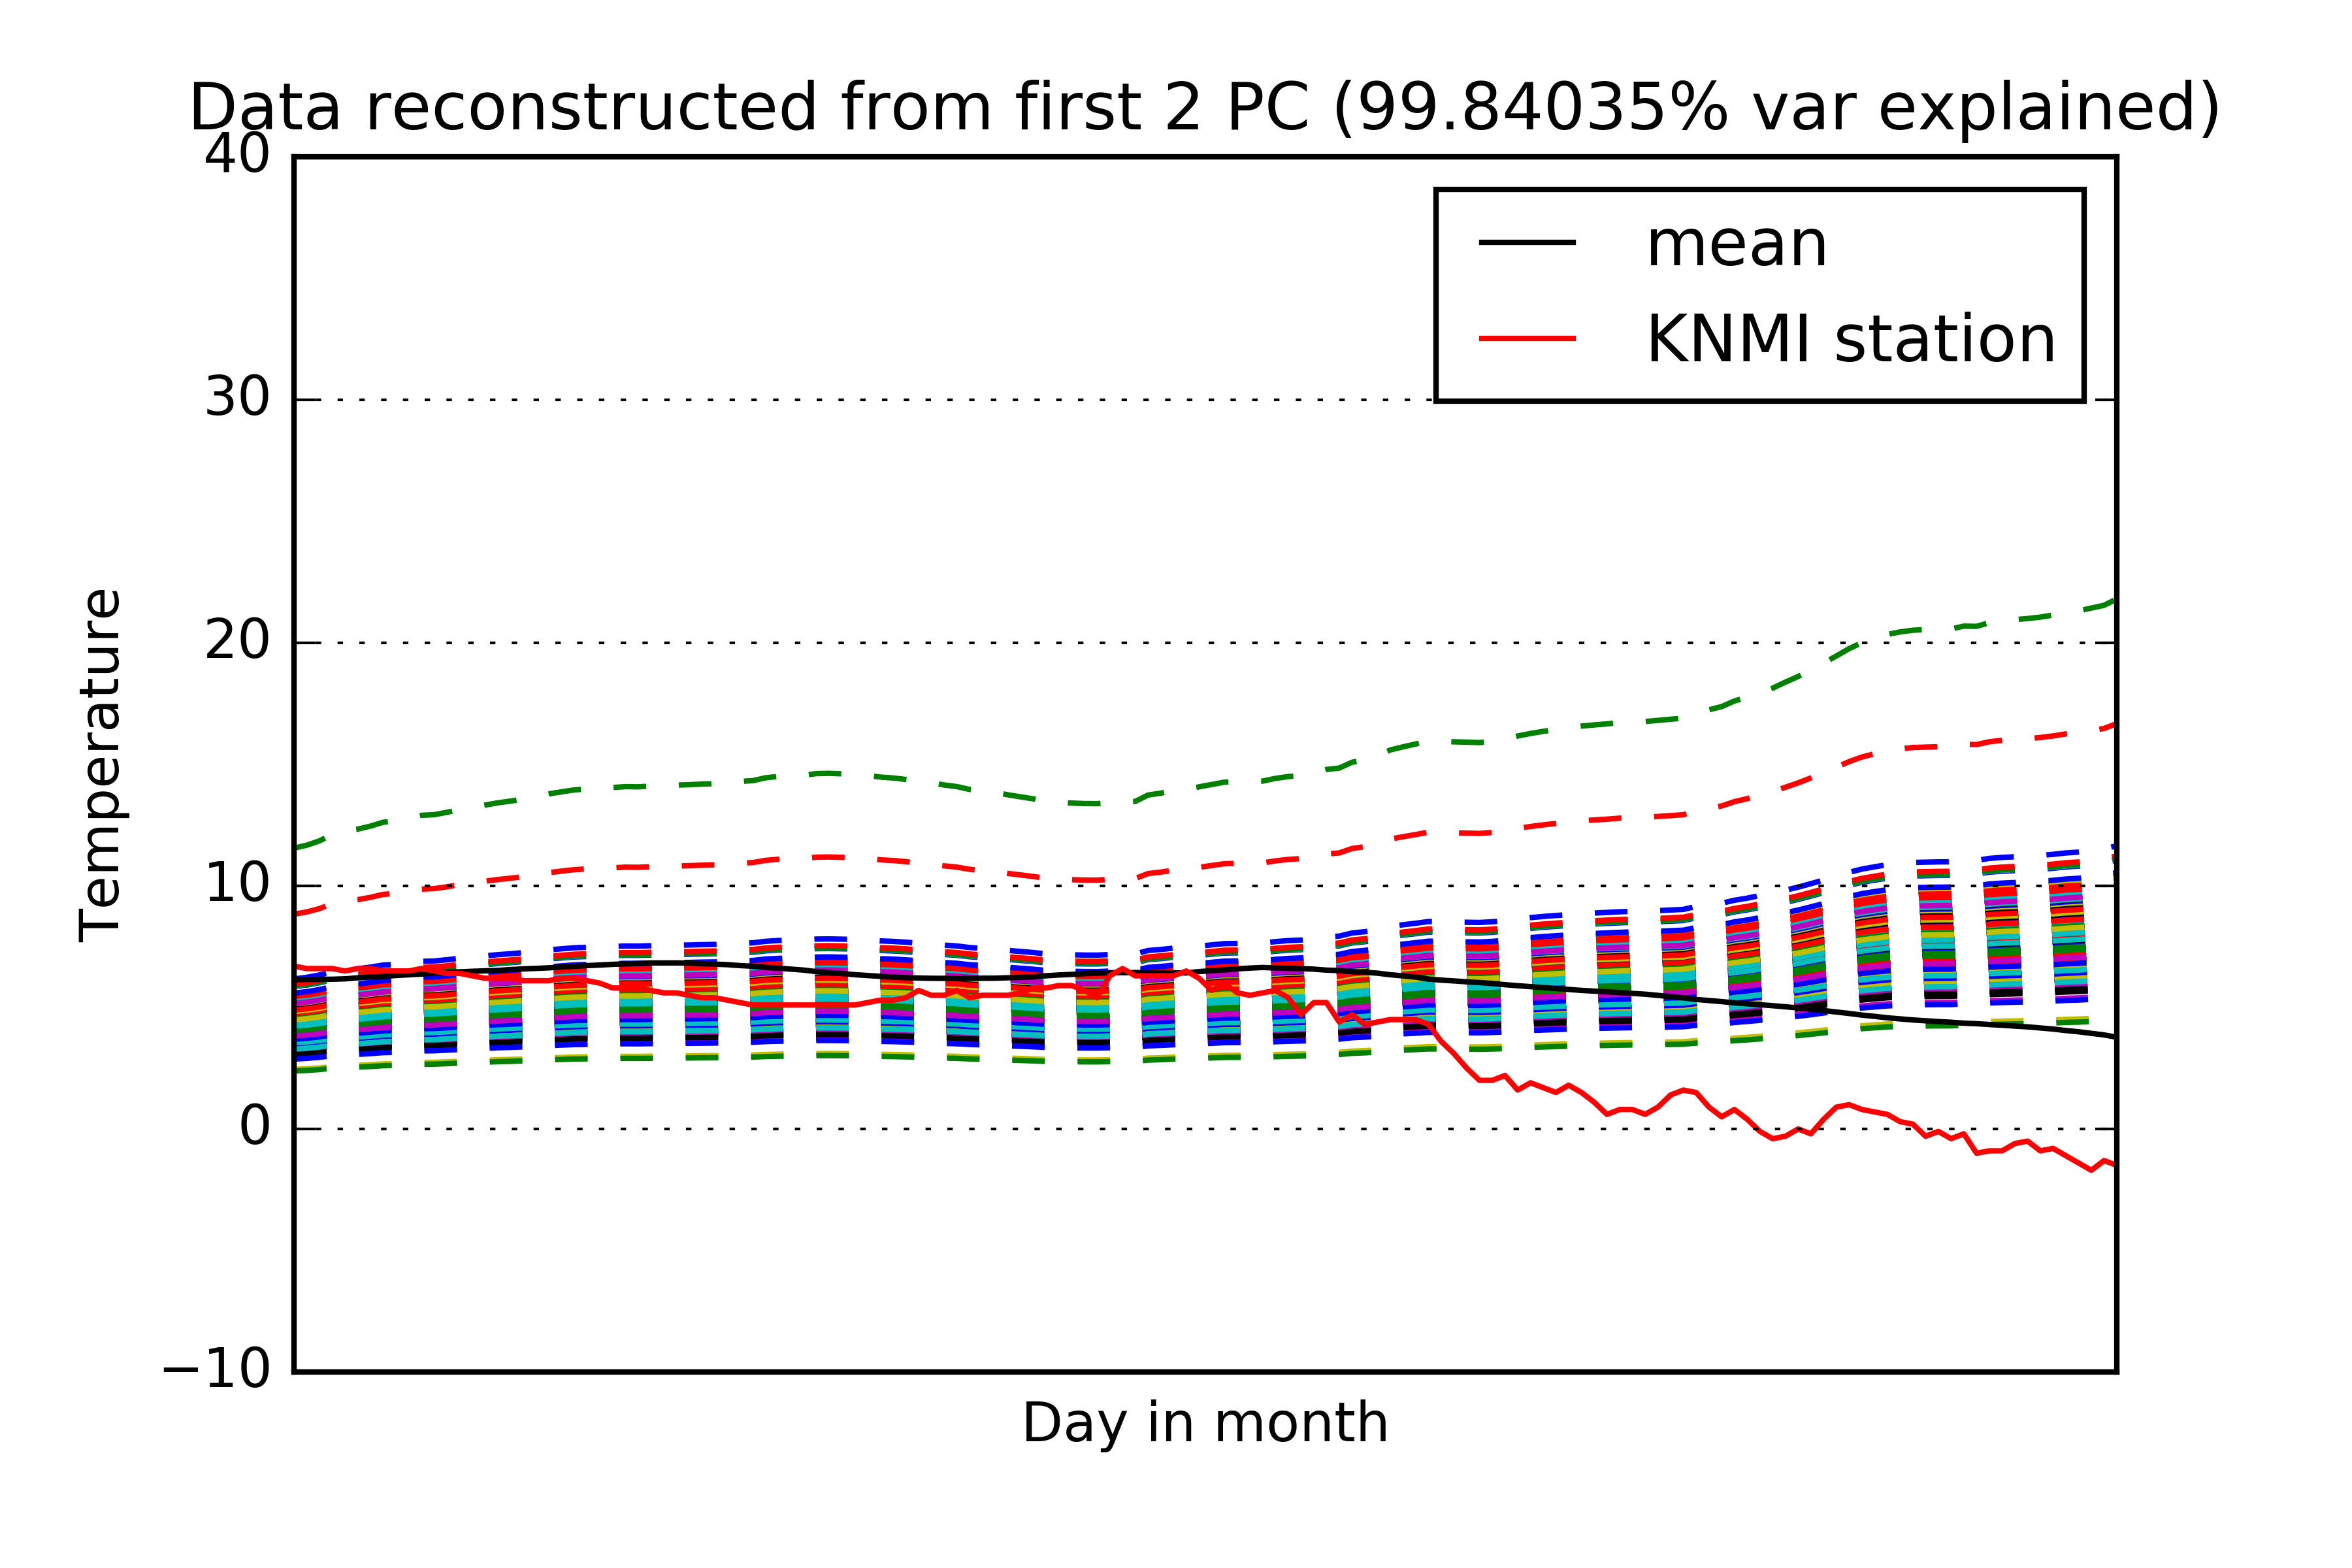 Data reconstructed from first 2 PC (99.84035% var explained)
40
30
20
10
0
−10
Temperature
mean
KNMI station
Day in month